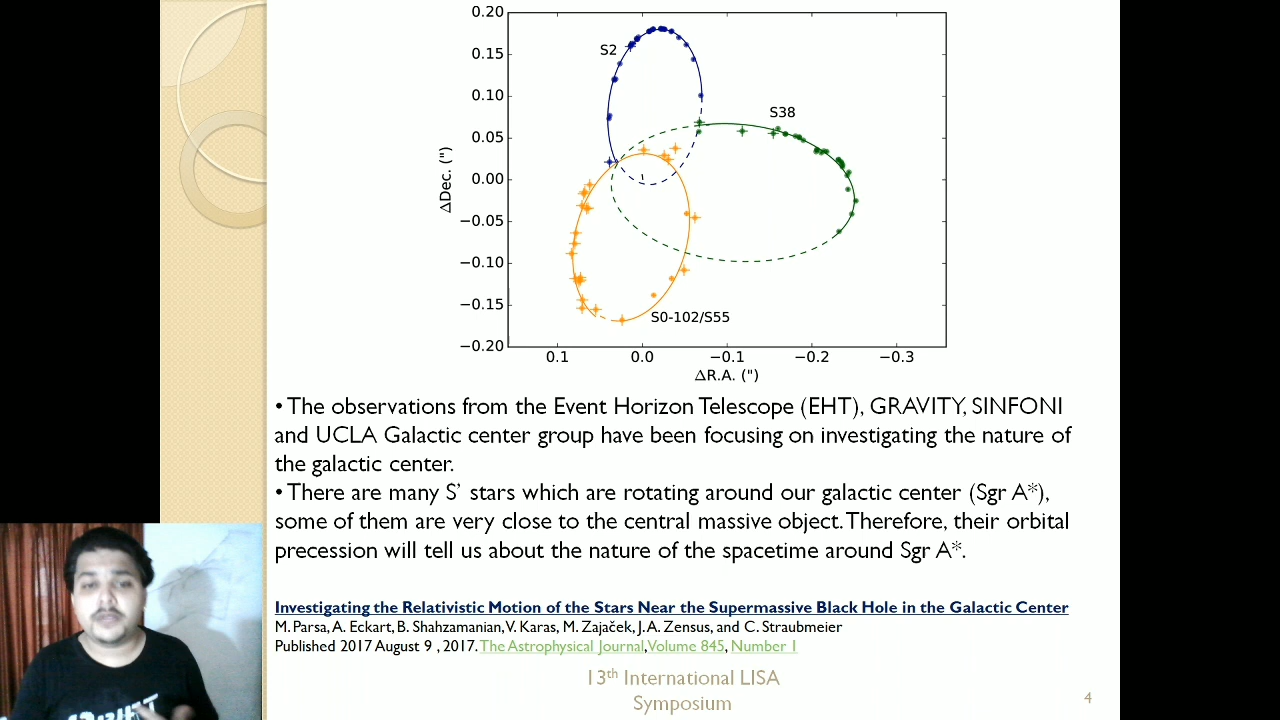 0.20
0.15
0.10
0.05
0.00
−0.05
−0.10
−0.15
−0.20
ΔDec. (")
S2
S38
S0-102/S55
0.1 0.0 −0.1 −0.2 −0.3
ΔR.A. (")
• The observations from the Event Horizon Telescope (EHT), GRAVITY, SINFONI
and UCLA Galactic center group have been focusing on investigating the nature of
the galactic center.
• There are many S’ stars which are rotating around our galactic center (Sgr A*),
some of them are very close to the central massive object. Therefore, their orbital
precession will tell us about the nature of the spacetime around Sgr A*.
Investigating the Relativistic Motion of the Stars Near the Supermassive Black Hole in the Galactic Center
M. Parsa, A. Eckart, B. Shahzamanian, V. Karas, M. Zajaček, J. A. Zensus, and C. Straubmeier
Published 2017 August 9 , 2017. The Astrophysical Journal, Volume 845, Number 1
13th International LISA
Symposium
4